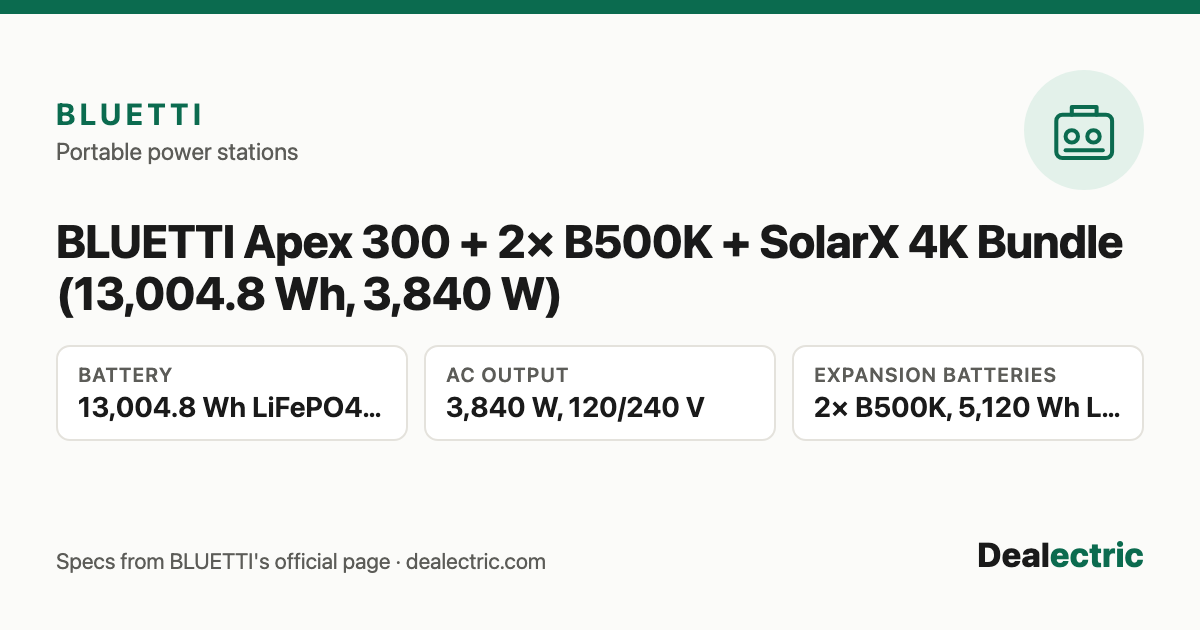 BLUETTI
Portable power stations
BLUETTI Apex 300 + 2× B500K + SolarX 4K Bundle
(13,004.8 Wh, 3,840 W)
BATTERY
13,004.8 Wh LiFePO4...
AC OUTPUT
3,840 W, 120/240 V
EXPANSION BATTERIES
2× B500K, 5,120 Wh L...
Specs from BLUETTI's official page · dealectric.com
Dealectric